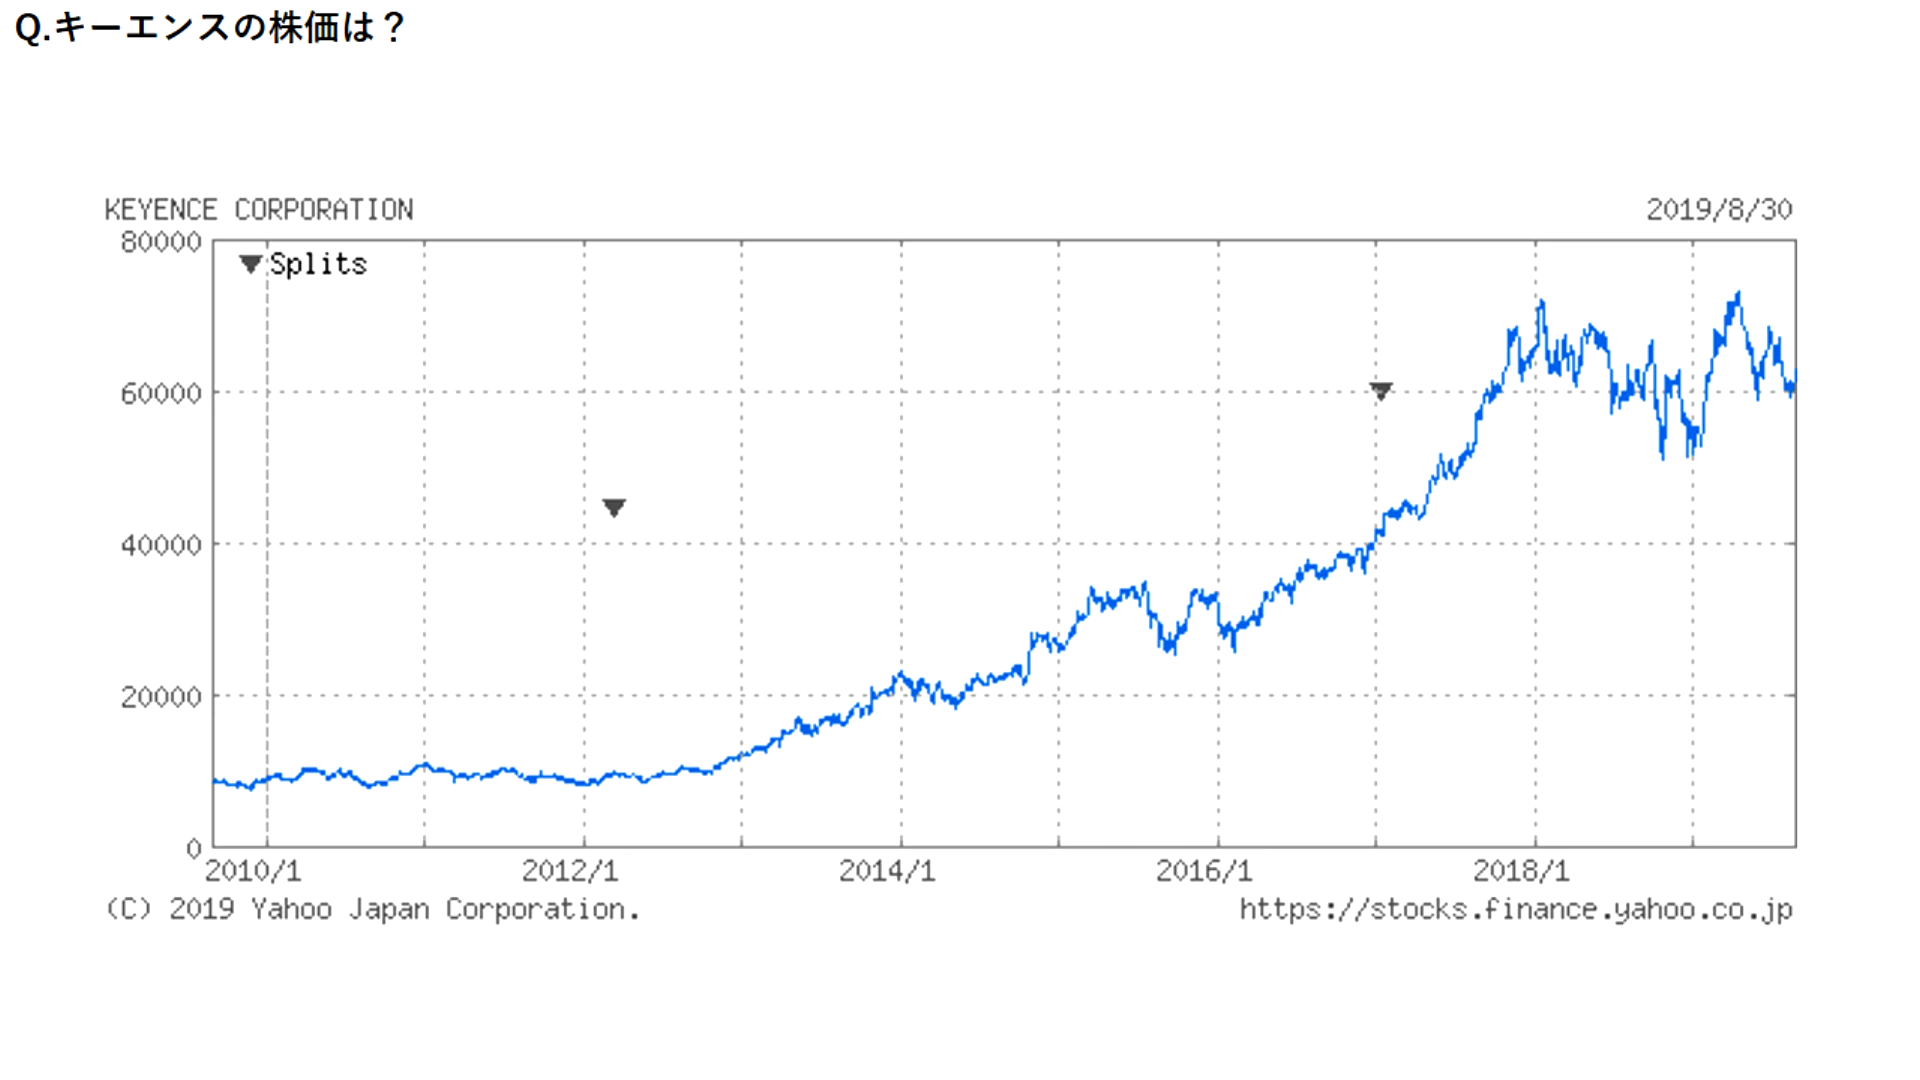 Q.キーエンスの株価は？
KEYENCE CORPORATION 2019/8/30
▼Splits
80000
60000
40000
20000
0
2010/1 2012/1 2014/1 2016/1 2018/1
(C) 2019 Yahoo Japan Corporation. https://stocks.finance.yahoo.co.jp